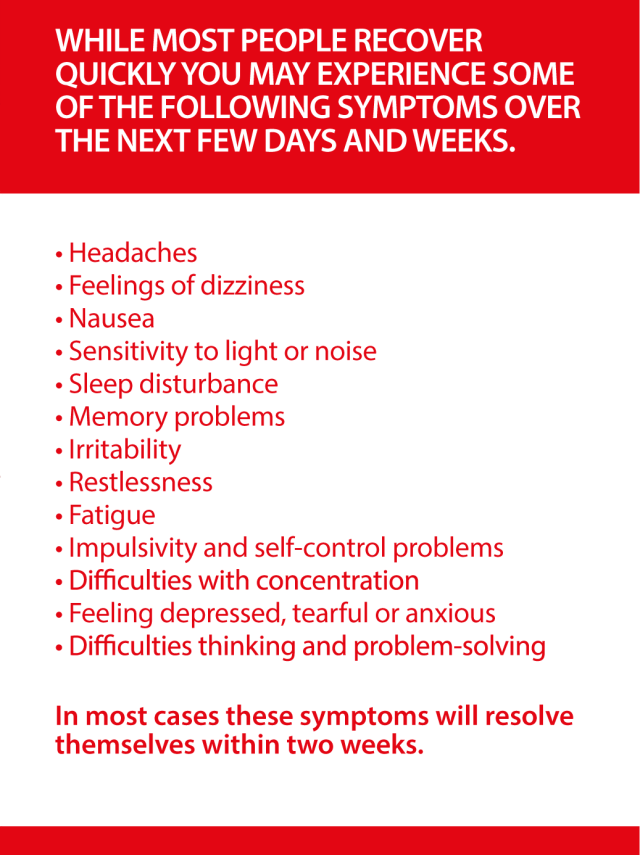 WHILE MOST PEOPLE RECOVER
QUICKLY YOU MAY EXPERIENCE SOME
OF THE FOLLOWING SYMPTOMS OVER
THE NEXT FEW DAYS AND WEEKS.
• Headaches
• Feelings of dizziness
• Nausea
• Sensitivity to light or noise
• Sleep disturbance
• Memory problems
• Irritability
• Restlessness
• Fatigue
• Impulsivity and self-control problems
• Difficulties with concentration
• Feeling depressed, tearful or anxious
• Difficulties thinking and problem-solving
In most cases these symptoms will resolve
themselves within two weeks.